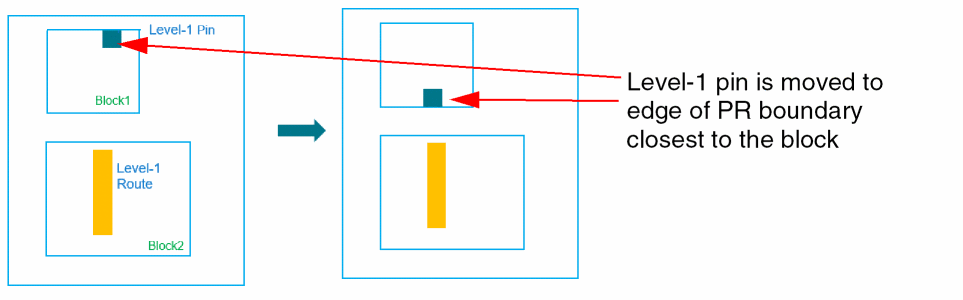 Level-1 Pin
Block1
Level-1
Route
Block2
Level-1 pin is moved to
edge of PR boundary
closest to the block